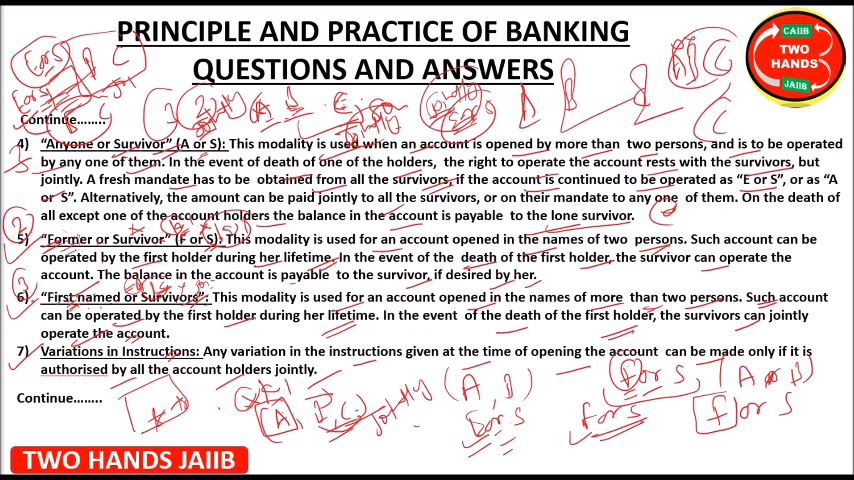 PRINCIPLE AND PRACTICE OF BANKING
QUESTIONS AND ANSWERS
CAIIB
TWO
HANDS
JAIIB
Continue……..
4) “Anyone or Survivor” (A or S): This modality is used when an account is opened by more than two persons, and is to be operated
by any one of them. In the event of death of one of the holders, the right to operate the account rests with the survivors, but
jointly. A fresh mandate has to be obtained from all the survivors, if the account is continued to be operated as “E or S”, or as “A
or S”. Alternatively, the amount can be paid jointly to all the survivors, or on their mandate to any one of them. On the death of
all except one of the account holders the balance in the account is payable to the lone survivor.
5) “Former or Survivor” (F or S): This modality is used for an account opened in the names of two persons. Such account can be
operated by the first holder during her lifetime. In the event of the death of the first holder, the survivor can operate the
account. The balance in the account is payable to the survivor, if desired by her.
6) “First named or Survivors”: This modality is used for an account opened in the names of more than two persons. Such account
can be operated by the first holder during her lifetime. In the event of the death of the first holder, the survivors can jointly
operate the account.
7) Variations in Instructions: Any variation in the instructions given at the time of opening the account can be made only if it is
authorised by all the account holders jointly.
Continue……..
jointly (A, B)
E or S
F or S
F or S, (A or B)
F or S
TWO HANDS JAIIB